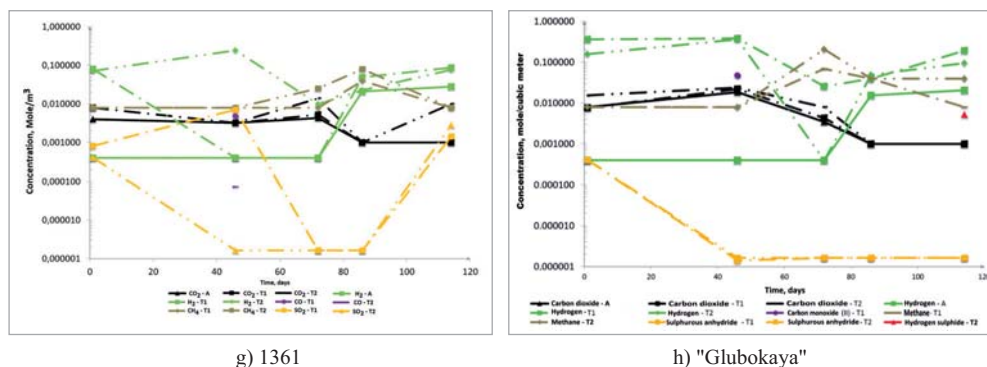 1,000000
0,100000
0,010000
0,001000
0,000100
0,000010
0,000001
Concentration, Mole/m³
0 20 40 60 80 100 120
Time, days
CO₂ - A CO₂ - T1 CO₂ - T2 H₂ - A
H₂ - T1 H₂ - T2 CO - T1 CO - T2
CH₄ - T1 CH₄ - T2 SO₂ - T1 SO₂ - T2
g) 1361
1.000000
0.100000
0.010000
0.001000
0.000100
0.000010
0.000001
Concentration, mole/cubic meter
0 20 40 60 80 100 120
Time, days
Carbon dioxide - A Carbon dioxide - T1 Carbon dioxide - T2 Hydrogen - A
Hydrogen - T1 Hydrogen - T2 Carbon monoxide (II) - T1 Methane - T1
Methane - T2 Sulphurous anhydride - T1 Sulphurous anhydride - T2 Hydrogen sulphide - T2
h) "Glubokaya"